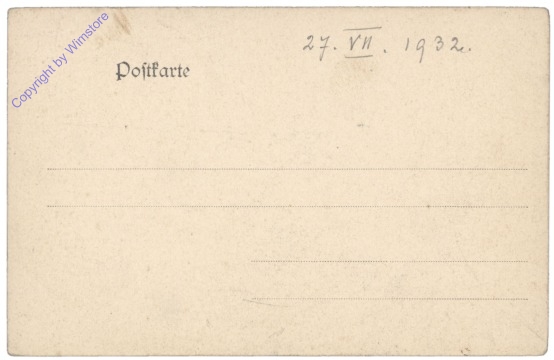 27. VII. 1932.
Poſtkarte
Copyright by Wimstore